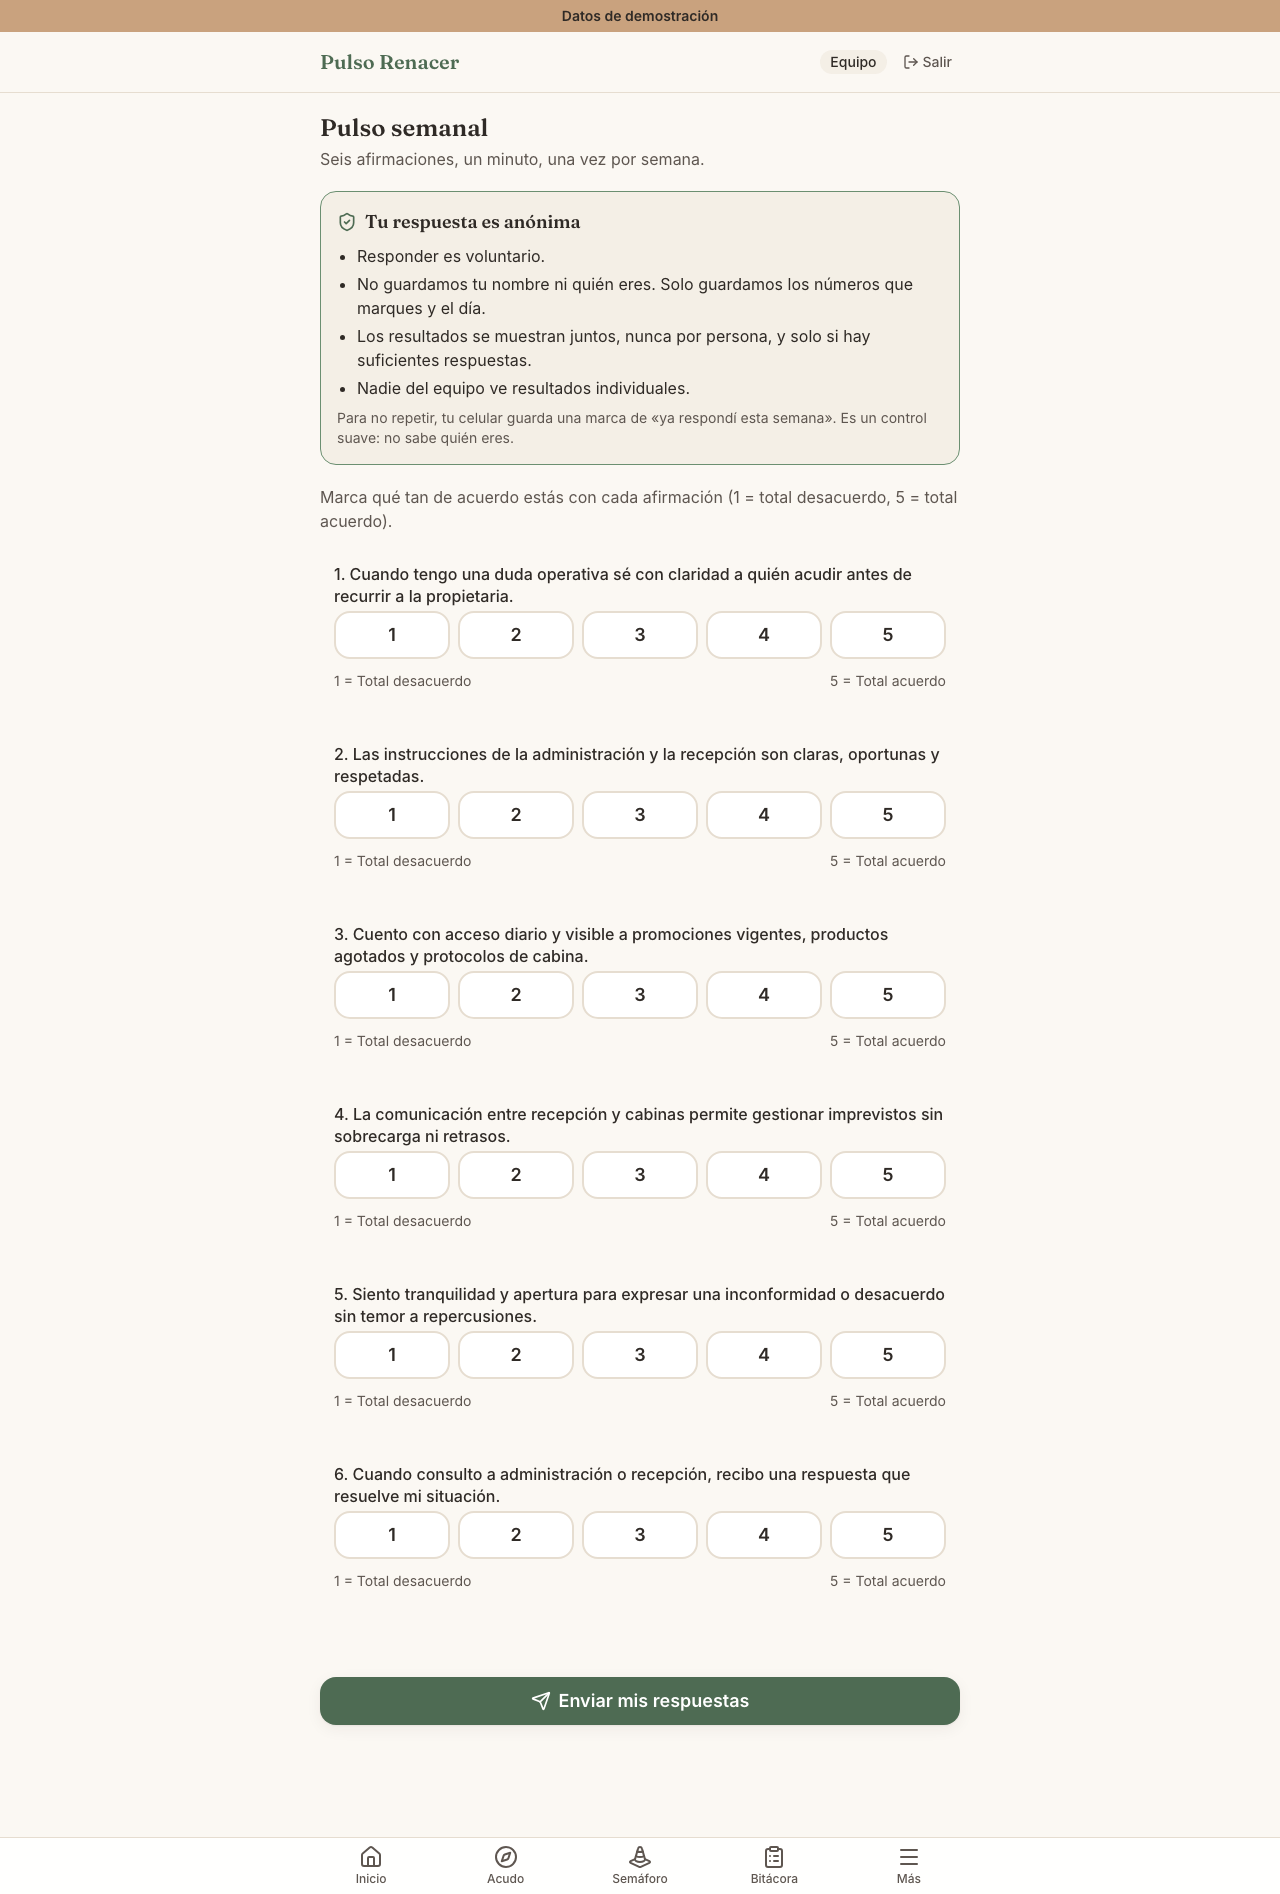 Datos de demostración
Pulso Renacer
Equipo
Salir
Pulso semanal
Seis afirmaciones, un minuto, una vez por semana.
Tu respuesta es anónima
• Responder es voluntario.
• No guardamos tu nombre ni quién eres. Solo guardamos los números que
marques y el día.
• Los resultados se muestran juntos, nunca por persona, y solo si hay
suficientes respuestas.
• Nadie del equipo ve resultados individuales.
Para no repetir, tu celular guarda una marca de «ya respondí esta semana». Es un control
suave: no sabe quién eres.
Marca qué tan de acuerdo estás con cada afirmación (1 = total desacuerdo, 5 = total
acuerdo).
1. Cuando tengo una duda operativa sé con claridad a quién acudir antes de
recurrir a la propietaria.
1 2 3 4 5
1 = Total desacuerdo 5 = Total acuerdo
2. Las instrucciones de la administración y la recepción son claras, oportunas y
respetadas.
1 2 3 4 5
1 = Total desacuerdo 5 = Total acuerdo
3. Cuento con acceso diario y visible a promociones vigentes, productos
agotados y protocolos de cabina.
1 2 3 4 5
1 = Total desacuerdo 5 = Total acuerdo
4. La comunicación entre recepción y cabinas permite gestionar imprevistos sin
sobrecarga ni retrasos.
1 2 3 4 5
1 = Total desacuerdo 5 = Total acuerdo
5. Siento tranquilidad y apertura para expresar una inconformidad o desacuerdo
sin temor a repercusiones.
1 2 3 4 5
1 = Total desacuerdo 5 = Total acuerdo
6. Cuando consulto a administración o recepción, recibo una respuesta que
resuelve mi situación.
1 2 3 4 5
1 = Total desacuerdo 5 = Total acuerdo
Enviar mis respuestas
Inicio Acudo Semáforo Bitácora Más